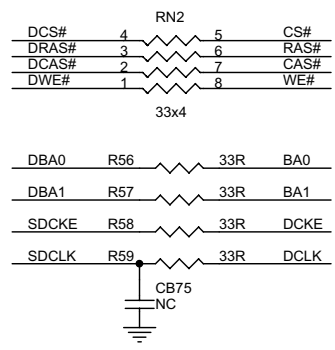 RN2
DCS# 4 5 CS#
DRAS# 3 6 RAS#
DCAS# 2 7 CAS#
DWE# 1 8 WE#
33x4
DBA0 R56 33R BA0
DBA1 R57 33R BA1
SDCKE R58 33R DCKE
SDCLK R59 33R DCLK
CB75
NC